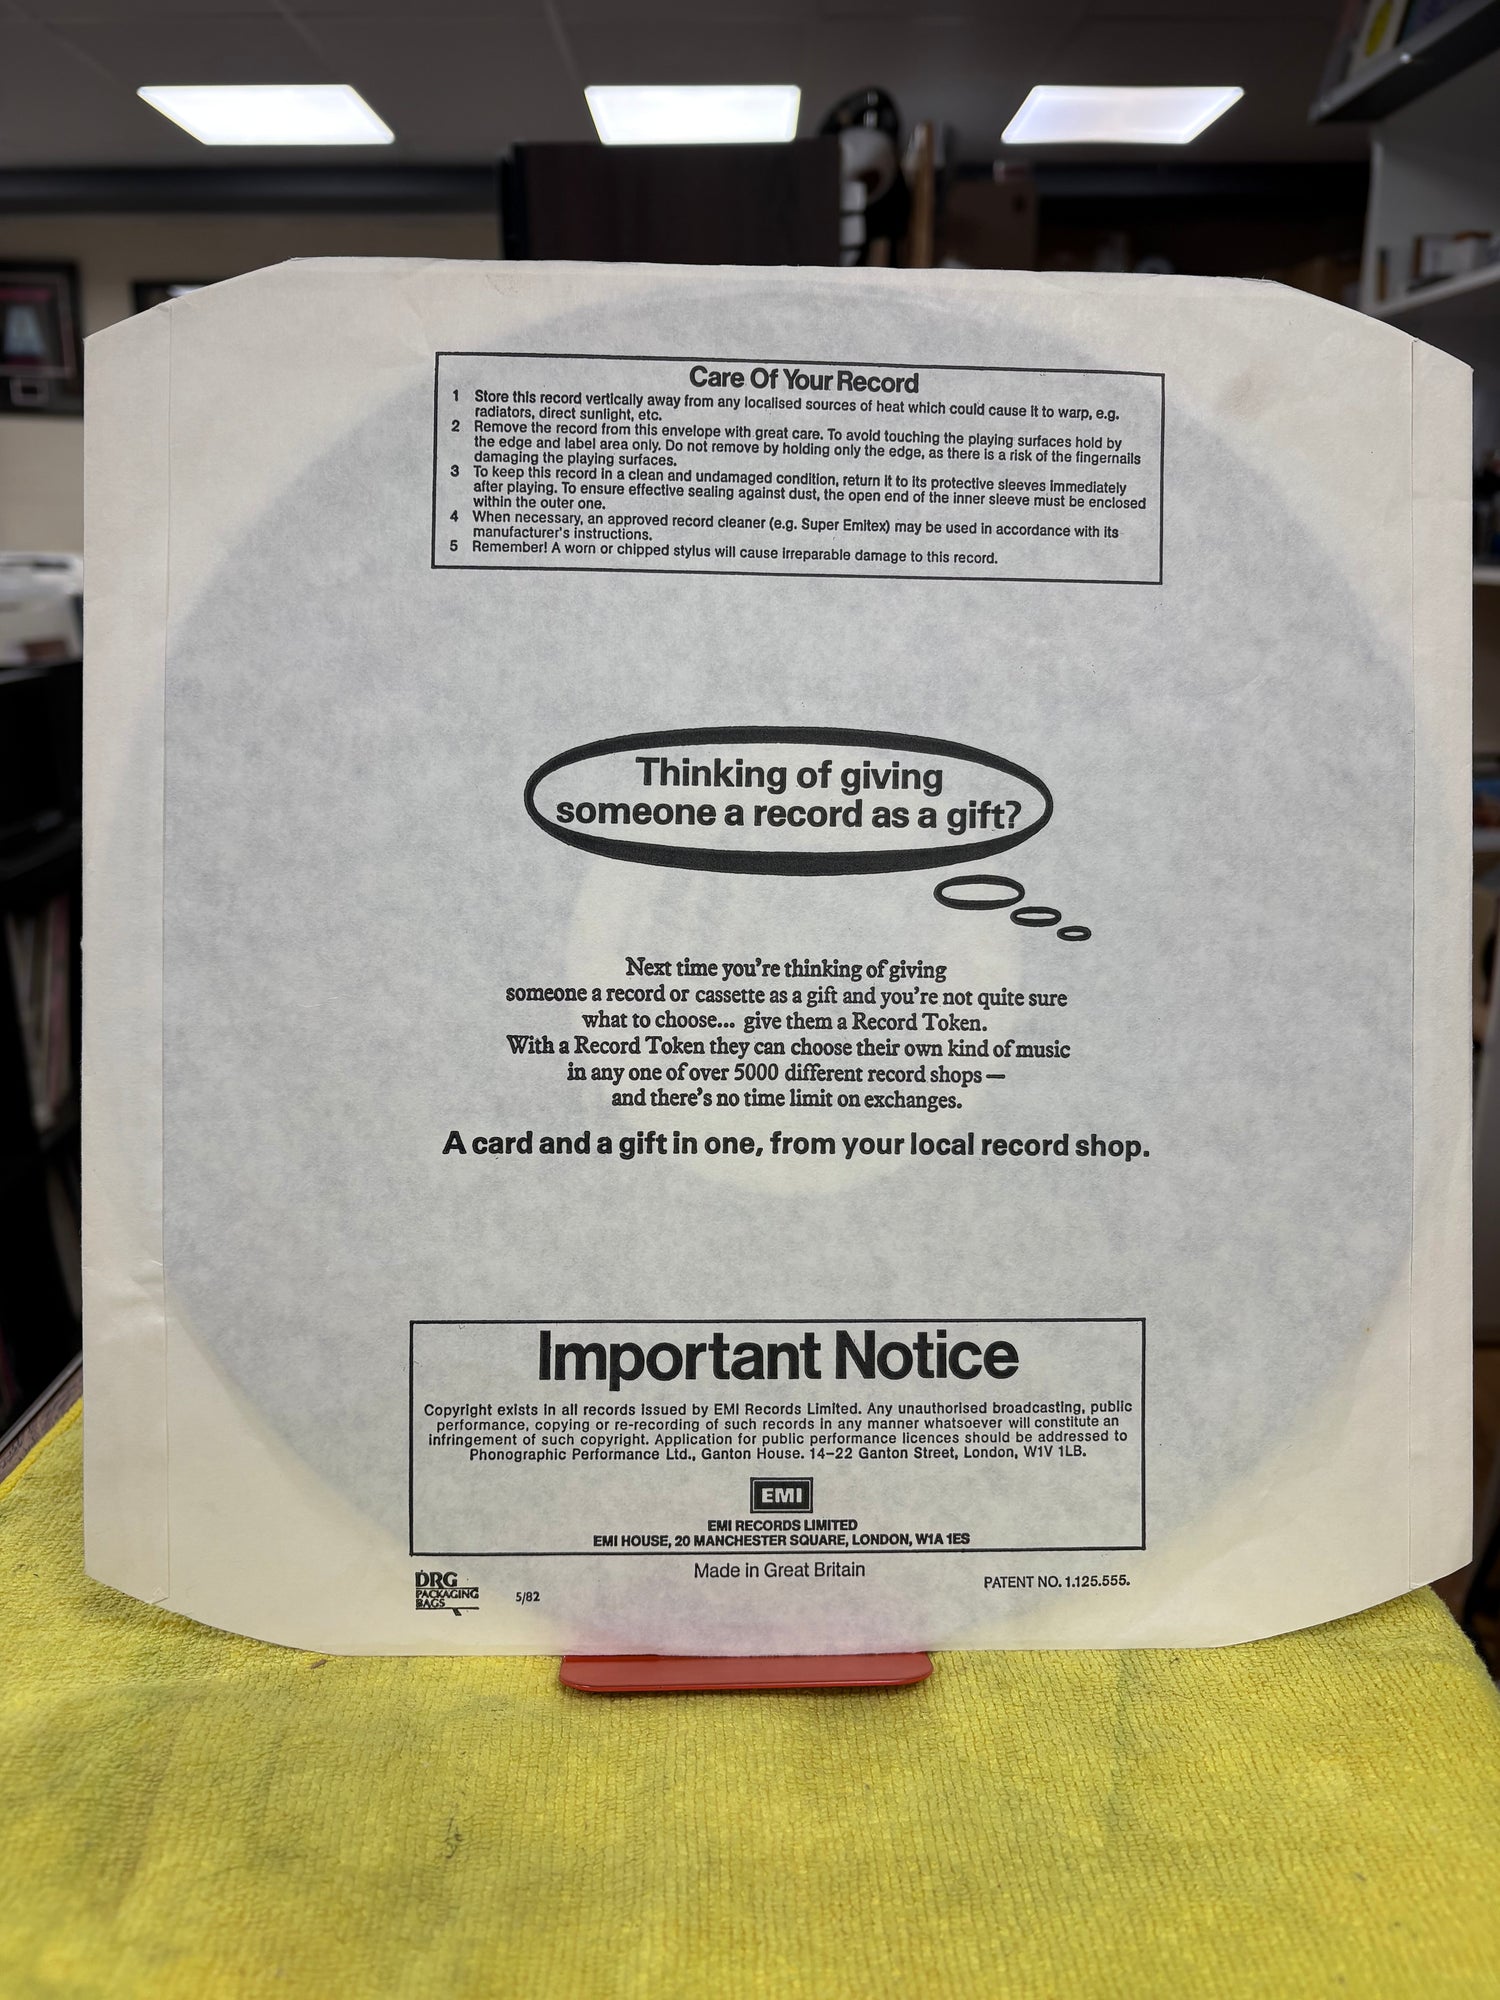 Care Of Your Record
1 Store this record vertically away from any localised sources of heat which could cause it to warp, e.g.
radiators, direct sunlight, etc.
2 Remove the record from this envelope with great care. To avoid touching the playing surfaces hold by
the edge and label area only. Do not remove by holding only the edge, as there is a risk of the fingernails
damaging the playing surfaces.
3 To keep this record in a clean and undamaged condition, return it to its protective sleeves immediately
after playing. To ensure effective sealing against dust, the open end of the inner sleeve must be enclosed
within the outer one.
4 When necessary, an approved record cleaner (e.g. Super Emitex) may be used in accordance with its
manufacturer's instructions.
5 Remember! A worn or chipped stylus will cause irreparable damage to this record.
Thinking of giving
someone a record as a gift?
Next time you're thinking of giving
someone a record or cassette as a gift and you're not quite sure
what to choose... give them a Record Token.
With a Record Token they can choose their own kind of music
in any one of over 5000 different record shops —
and there's no time limit on exchanges.
A card and a gift in one, from your local record shop.
Important Notice
Copyright exists in all records issued by EMI Records Limited. Any unauthorised broadcasting, public
performance, copying or re-recording of such records in any manner whatsoever will constitute an
infringement of such copyright. Application for public performance licences should be addressed to
Phonographic Performance Ltd., Ganton House. 14–22 Ganton Street, London, W1V 1LB.
EMI
EMI RECORDS LIMITED
EMI HOUSE, 20 MANCHESTER SQUARE, LONDON, W1A 1ES
Made in Great Britain
DRG
PACKAGING
BAGS
5/82
PATENT NO. 1.125.555.